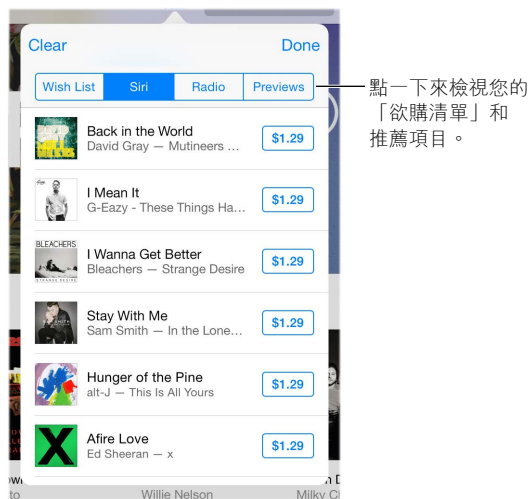 Clear Done
Wish List Siri Radio Previews
點一下來檢視您的
「欲購清單」和
推薦項目。
Back in the World
David Gray — Mutineers ...
$1.29
I Mean It
G-Eazy - These Things Ha...
$1.29
BLEACHERS
STRANGE DESIRE
I Wanna Get Better
Bleachers — Strange Desire
$1.29
Stay With Me
Sam Smith — In the Lone...
$1.29
Hunger of the Pine
alt-J — This Is All Yours
$1.29
X
Afire Love
Ed Sheeran — x
$1.29
to Willie Nelson Milky C